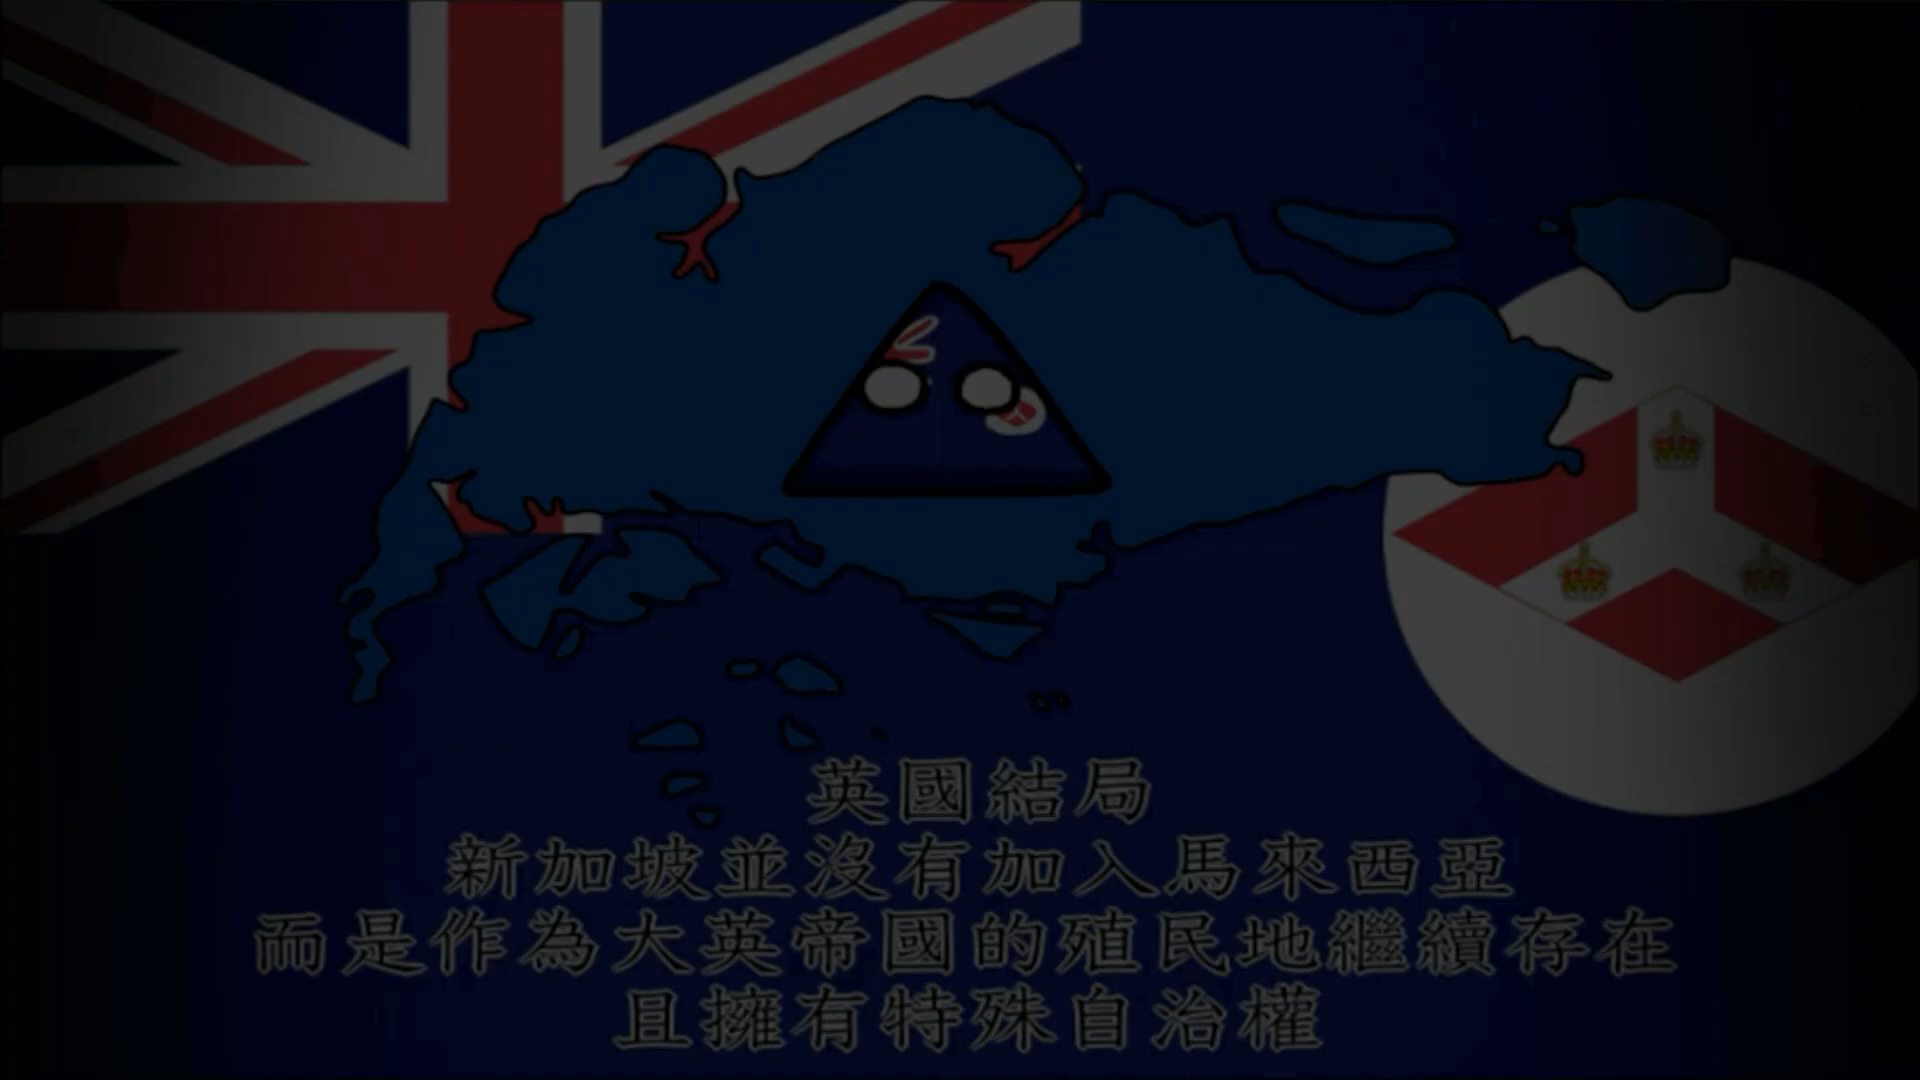 英國結局
新加坡並沒有加入馬來西亞
而是作為大英帝國的殖民地繼續存在
且擁有特殊自治權